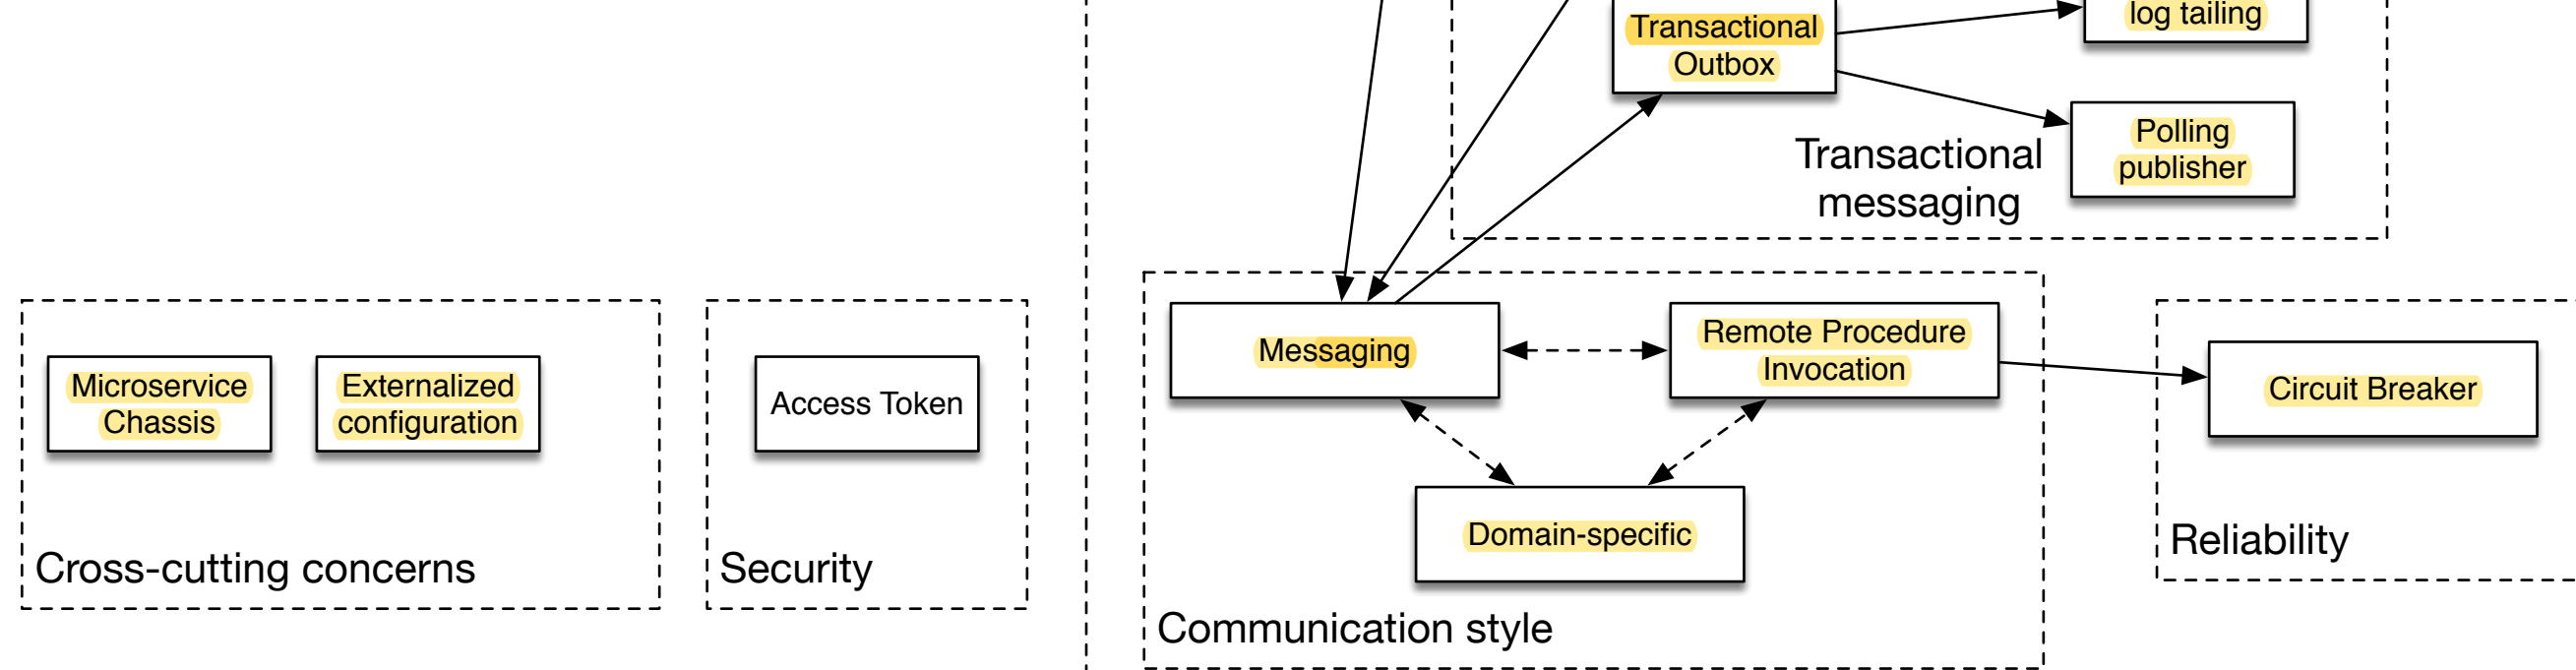 Transactional
Outbox
log tailing
Polling
publisher
Transactional
messaging
Microservice
Chassis
Externalized
configuration
Cross-cutting concerns
Access Token
Security
Messaging
Remote Procedure
Invocation
Domain-specific
Communication style
Circuit Breaker
Reliability